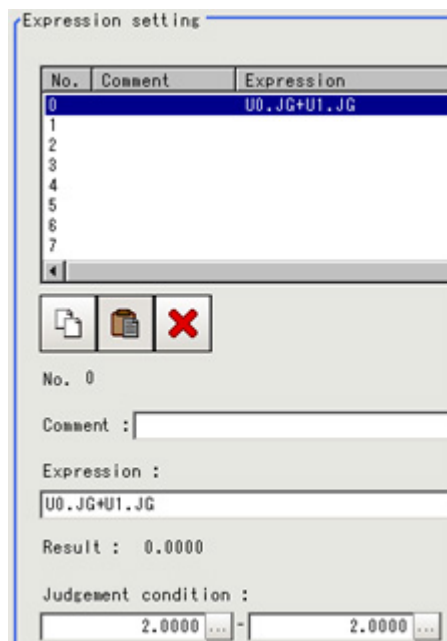 Expression setting
No. Comment Expression
0 U0.JG+U1.JG
1
2
3
4
5
6
7
No. 0
Comment :
Expression :
U0.JG+U1.JG
Result : 0.0000
Judgement condition :
2.0000 ... - 2.0000 ...